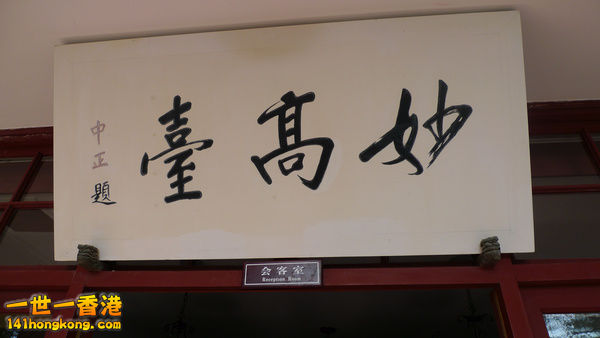 妙高臺
中正題
会客室
Reception Room
一世一香港
141hongkong.com